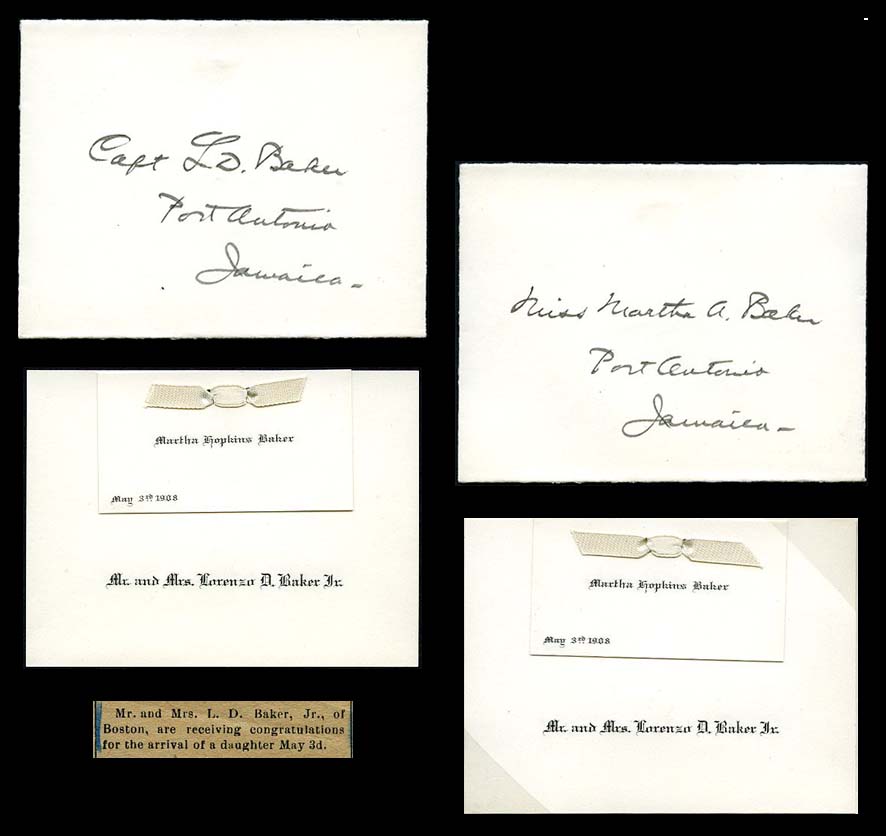 Capt L D. Baker
Port Antonio
Jamaica -
Miss Martha A. Baker
Port Antonio
Jamaica -
Martha Hopkins Baker
May 3rd 1908
Mr. and Mrs. Lorenzo D. Baker Jr.
Martha Hopkins Baker
May 3rd 1908
Mr. and Mrs. Lorenzo D. Baker Jr.
Mr. and Mrs. L. D. Baker, Jr., of
Boston, are receiving congratulations
for the arrival of a daughter May 3d.